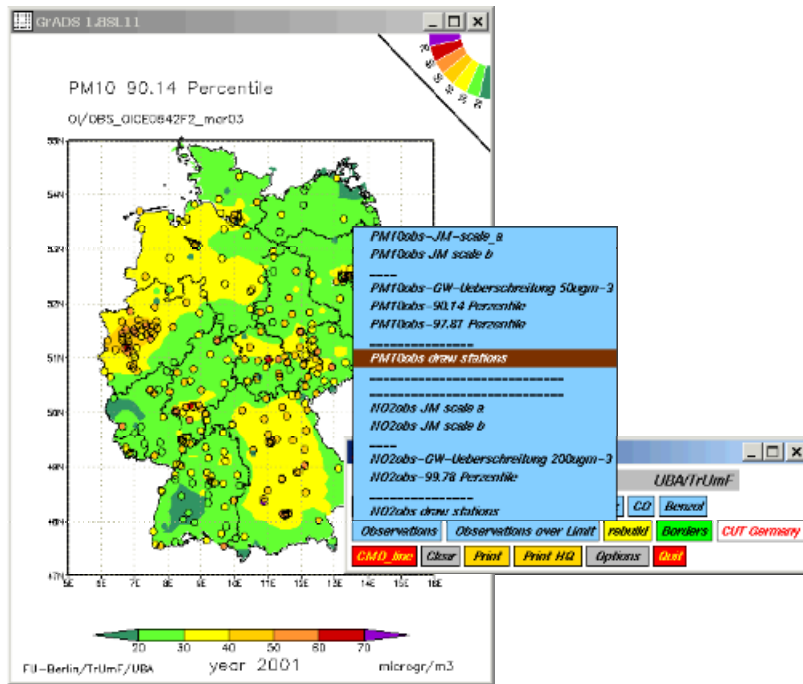 GrADS 1.8SL11
PM10 90.14 Percentile
OI/OBS_OICE0642F2_mar03
55N
54N
53N
52N
51N
50N
49N
48N
47N
5E 6E 7E 8E 9E 10E 11E 12E 13E 14E 15E 16E
20 30 40 50 60 70
year 2001
microgr/m3
FU-Berlin/TrUmF/UBA
PM10obs-JM-scale_a
PM10obs JM scale b
----
PM10obs-GW-Ueberschreitung 50ugm-3
PM10obs-90.14 Perzentile
PM10obs-97.81 Perzentile
----------------
PM10obs draw stations
------------------------------
------------------------------
NO2obs JM scale a
NO2obs JM scale b
----
NO2obs-GW-Ueberschreitung 200ugm-3
NO2obs-99.78 Perzentile
----------------
NO2obs draw stations
UBA/TrUmF
CO Benzol
Observations Observations over Limit rebuild Borders CUT Germany
CMD_line Clear Print Print HQ Options Quit